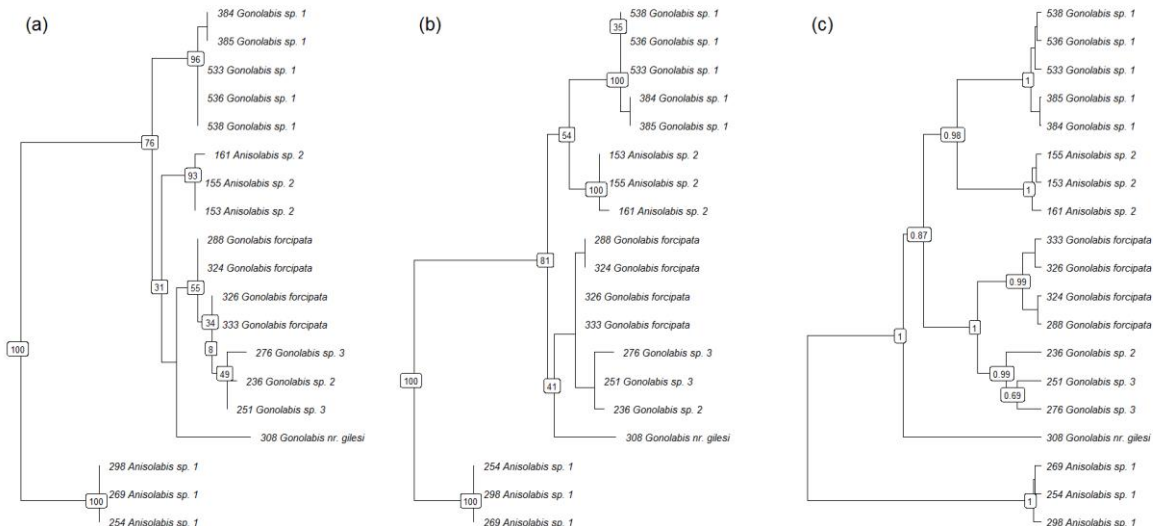 (a)
384 Gonolabis sp. 1
385 Gonolabis sp. 1
96
533 Gonolabis sp. 1
536 Gonolabis sp. 1
538 Gonolabis sp. 1
76
161 Anisolabis sp. 2
93
155 Anisolabis sp. 2
153 Anisolabis sp. 2
288 Gonolabis forcipata
324 Gonolabis forcipata
31
55
326 Gonolabis forcipata
34
333 Gonolabis forcipata
8
276 Gonolabis sp. 3
100
49
236 Gonolabis sp. 2
251 Gonolabis sp. 3
308 Gonolabis nr. gilesi
298 Anisolabis sp. 1
269 Anisolabis sp. 1
100
254 Anisolabis sp. 1
(b)
538 Gonolabis sp. 1
35
536 Gonolabis sp. 1
533 Gonolabis sp. 1
100
384 Gonolabis sp. 1
385 Gonolabis sp. 1
54
153 Anisolabis sp. 2
155 Anisolabis sp. 2
100
161 Anisolabis sp. 2
288 Gonolabis forcipata
81
324 Gonolabis forcipata
326 Gonolabis forcipata
333 Gonolabis forcipata
276 Gonolabis sp. 3
100
41
251 Gonolabis sp. 3
236 Gonolabis sp. 2
308 Gonolabis nr. gilesi
254 Anisolabis sp. 1
298 Anisolabis sp. 1
100
269 Anisolabis sp. 1
(c)
538 Gonolabis sp. 1
536 Gonolabis sp. 1
533 Gonolabis sp. 1
1
385 Gonolabis sp. 1
384 Gonolabis sp. 1
0.98
155 Anisolabis sp. 2
153 Anisolabis sp. 2
1
161 Anisolabis sp. 2
0.87
333 Gonolabis forcipata
326 Gonolabis forcipata
0.99
324 Gonolabis forcipata
288 Gonolabis forcipata
1
1
236 Gonolabis sp. 2
0.99
251 Gonolabis sp. 3
0.69
276 Gonolabis sp. 3
308 Gonolabis nr. gilesi
269 Anisolabis sp. 1
254 Anisolabis sp. 1
1
298 Anisolabis sp. 1